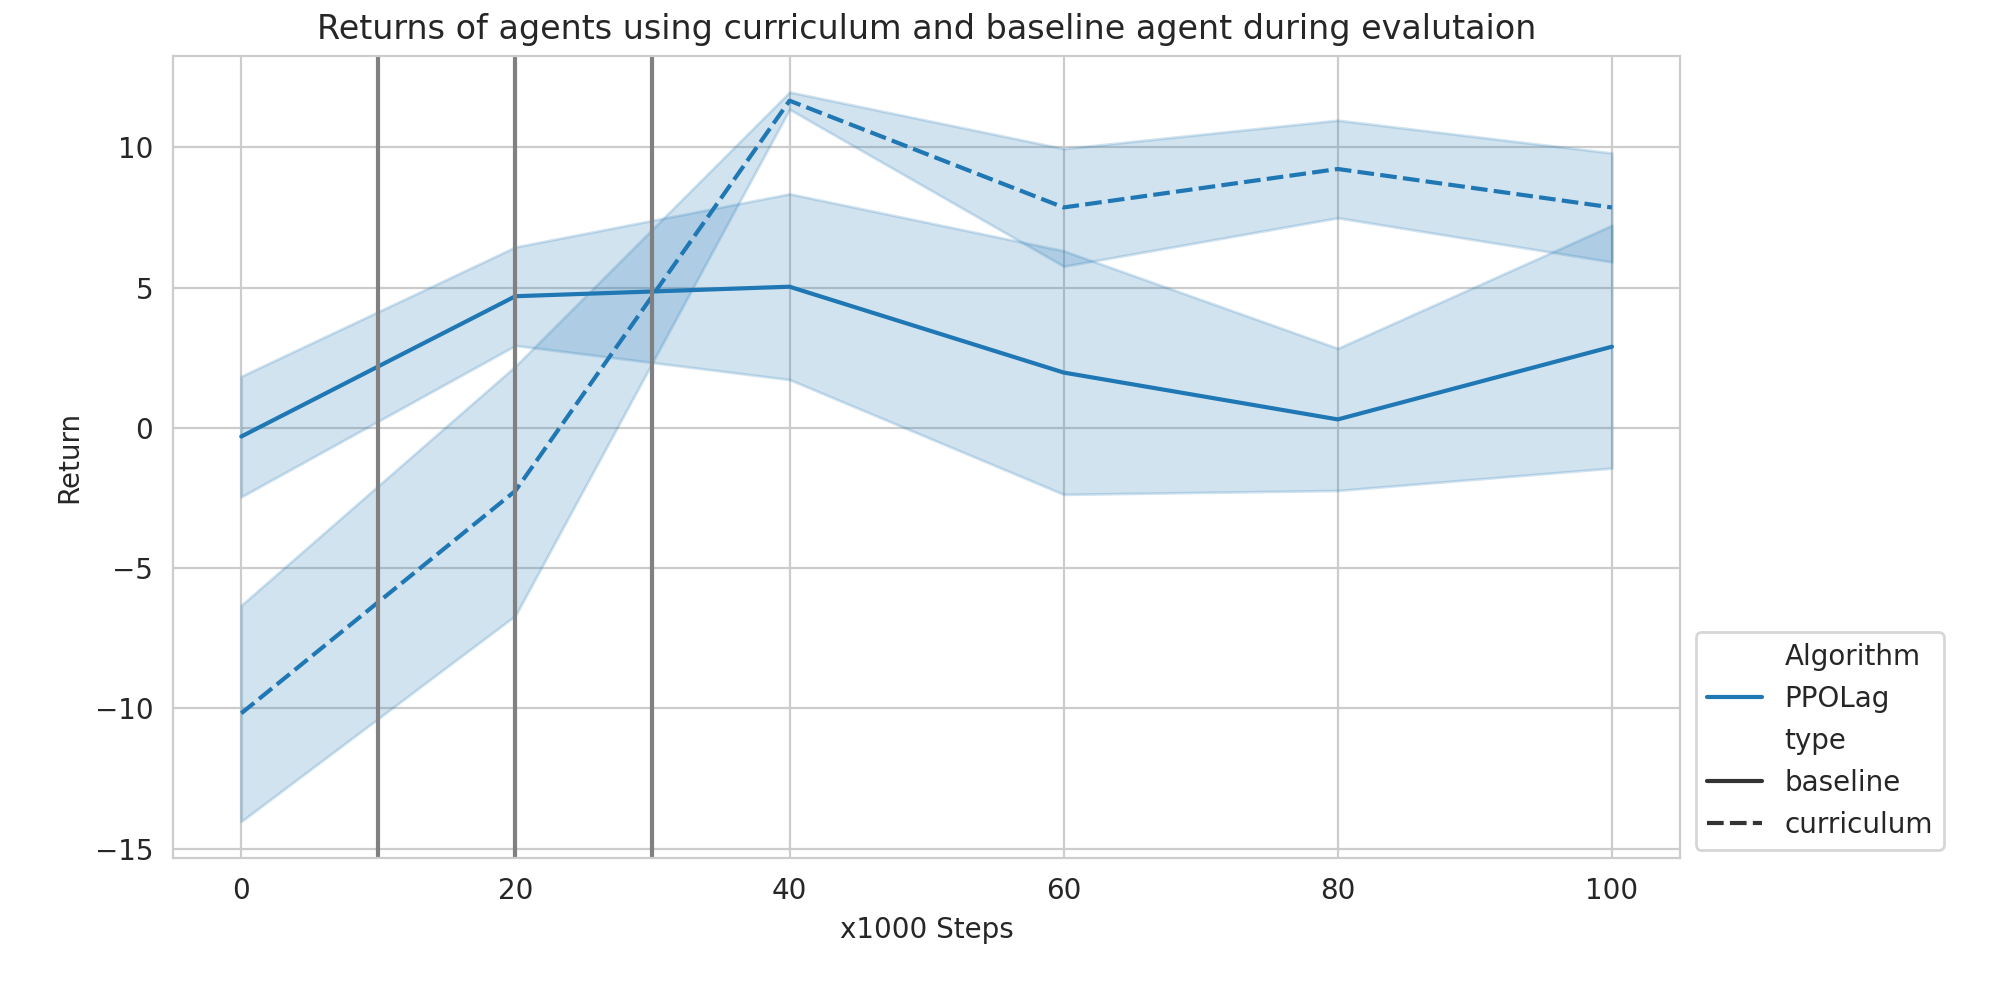 Returns of agents using curriculum and baseline agent during evalutaion
10
5
0
−5
−10
−15
Return
0 20 40 60 80 100
x1000 Steps
Algorithm
PPOLag
type
baseline
curriculum